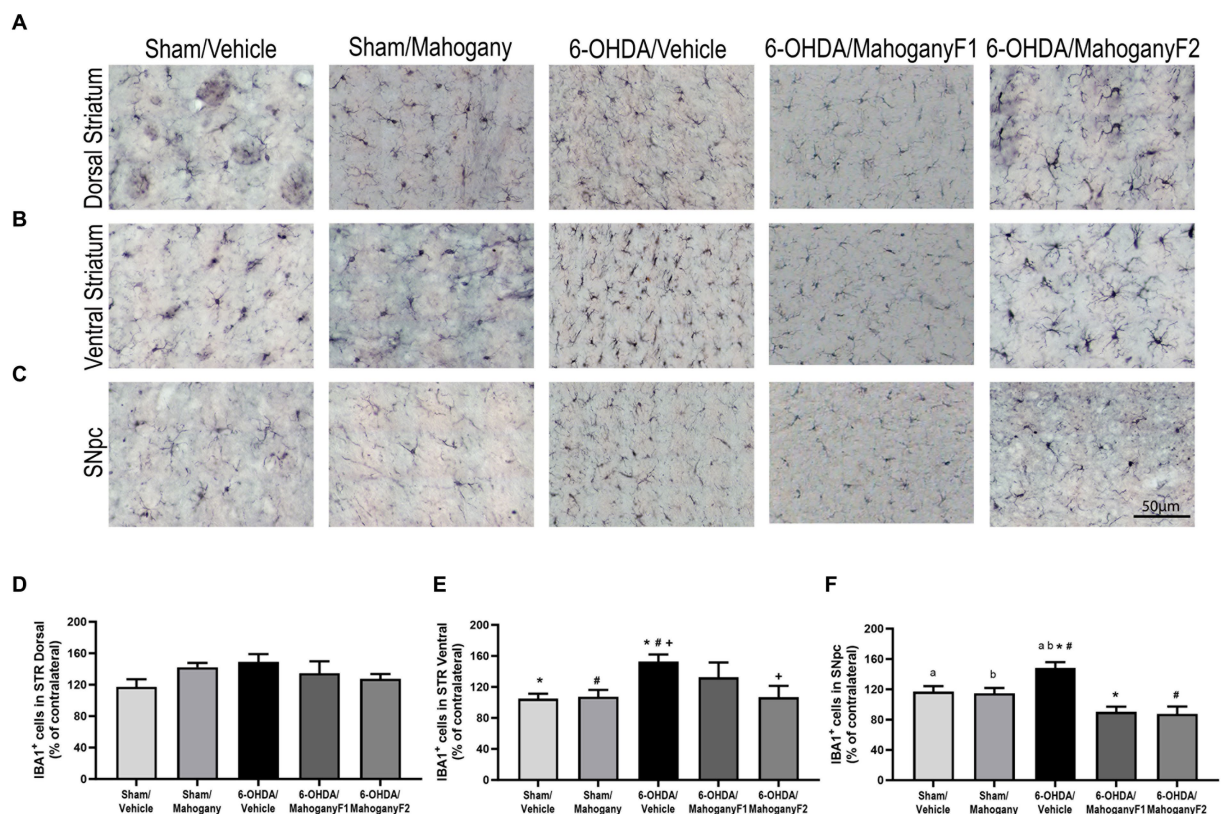 A
Sham/Vehicle Sham/Mahogany 6-OHDA/Vehicle 6-OHDA/MahoganyF1 6-OHDA/MahoganyF2
Dorsal Striatum
B
Ventral Striatum
C
SNpc
50µm
D
IBA1+ cells in STR Dorsal
(% of contralateral)
200
160
120
80
40
0
Sham/
Vehicle
Sham/
Mahogany
6-OHDA/
Vehicle
6-OHDA/
MahoganyF1
6-OHDA/
MahoganyF2
E
IBA1+ cells in STR Ventral
(% of contralateral)
200
160
120
80
40
0
*
#
* # +
+
Sham/
Vehicle
Sham/
Mahogany
6-OHDA/
Vehicle
6-OHDA/
MahoganyF1
6-OHDA/
MahoganyF2
F
IBA1+ cells in SNpc
(% of contralateral)
200
160
120
80
40
0
a
b
a b * #
*
#
Sham/
Vehicle
Sham/
Mahogany
6-OHDA/
Vehicle
6-OHDA/
MahoganyF1
6-OHDA/
MahoganyF2